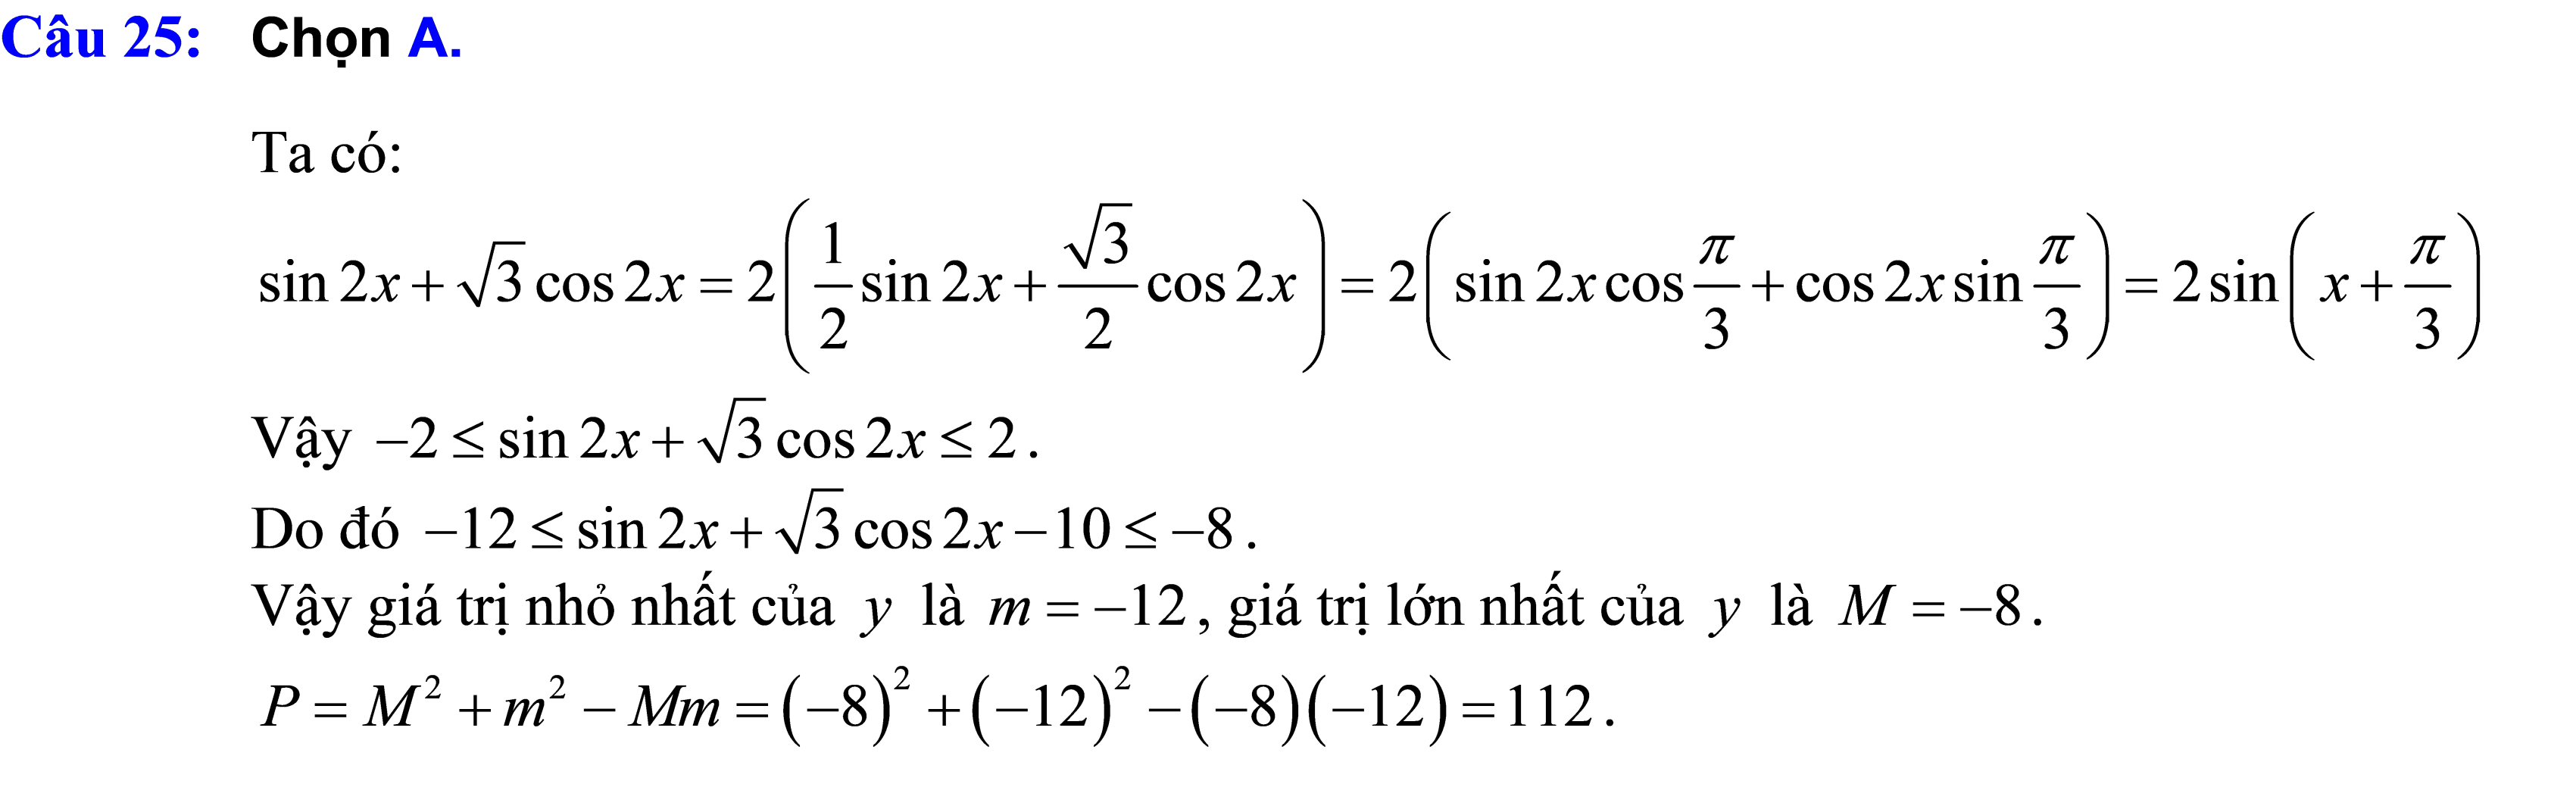 Câu 25: Chọn A.
Ta có:
sin 2x + √3 cos 2x = 2(1/2 sin 2x + √3/2 cos 2x) = 2(sin 2x cos π/3 + cos 2x sin π/3) = 2 sin(x + π/3)
Vậy −2 ≤ sin 2x + √3 cos 2x ≤ 2.
Do đó −12 ≤ sin 2x + √3 cos 2x − 10 ≤ −8.
Vậy giá trị nhỏ nhất của y là m = −12, giá trị lớn nhất của y là M = −8.
P = M² + m² − Mm = (−8)² + (−12)² − (−8)(−12) = 112.